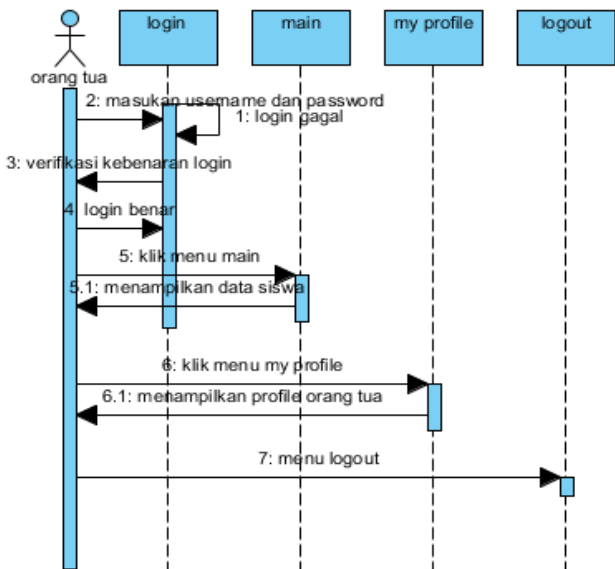 login
main
my profile
logout
orang tua
2: masukan username dan password
1: login gagal
3: verifikasi kebenaran login
4: login benar
5: klik menu main
5.1: menampilkan data siswa
6: klik menu my profile
6.1: menampilkan profile orang tua
7: menu logout